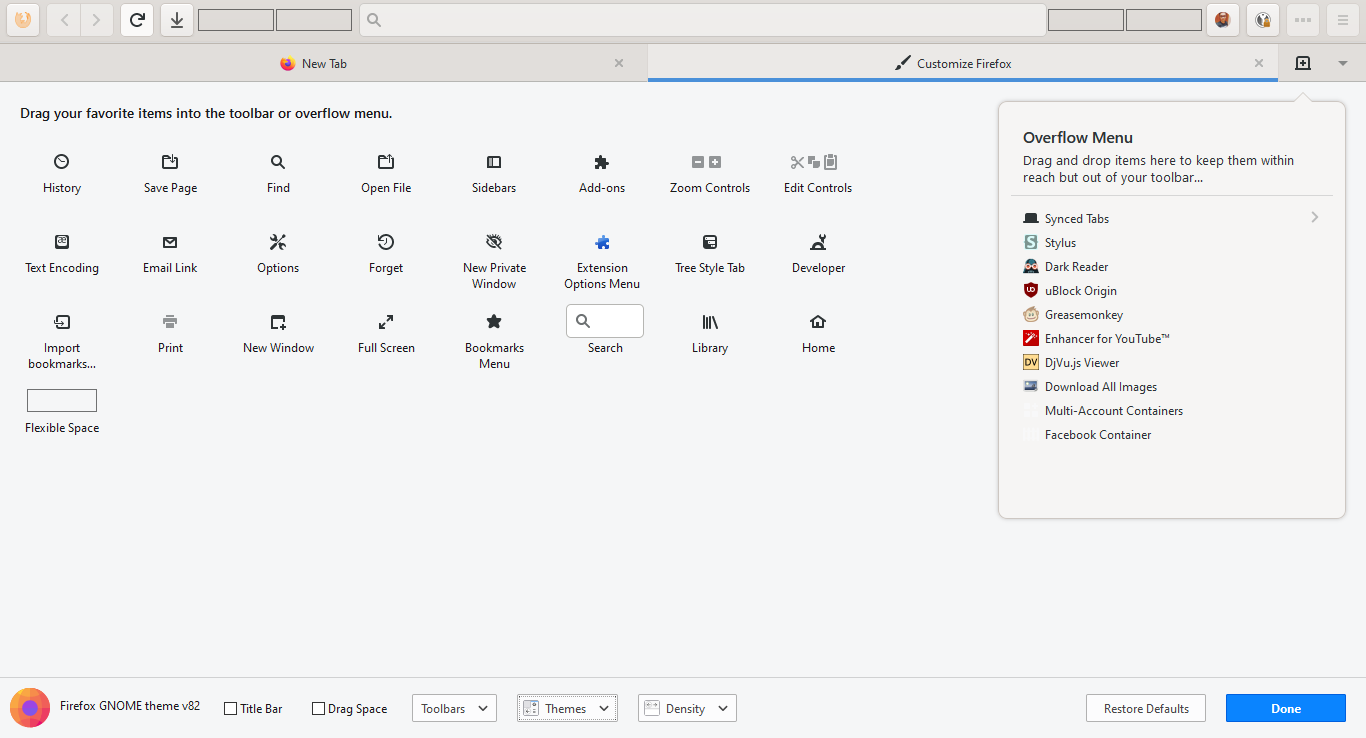 New Tab
Customize Firefox
Drag your favorite items into the toolbar or overflow menu.
History
Save Page
Find
Open File
Sidebars
Add-ons
Zoom Controls
Edit Controls
Text Encoding
Email Link
Options
Forget
New Private
Window
Extension
Options Menu
Tree Style Tab
Developer
Import
bookmarks...
Print
New Window
Full Screen
Bookmarks
Menu
Search
Library
Home
Flexible Space
Overflow Menu
Drag and drop items here to keep them within
reach but out of your toolbar...
Synced Tabs
Stylus
Dark Reader
uBlock Origin
Greasemonkey
Enhancer for YouTube™
DV DjVu.js Viewer
Download All Images
Multi-Account Containers
Facebook Container
Firefox GNOME theme v82
Title Bar
Drag Space
Toolbars
Themes
Density
Restore Defaults
Done